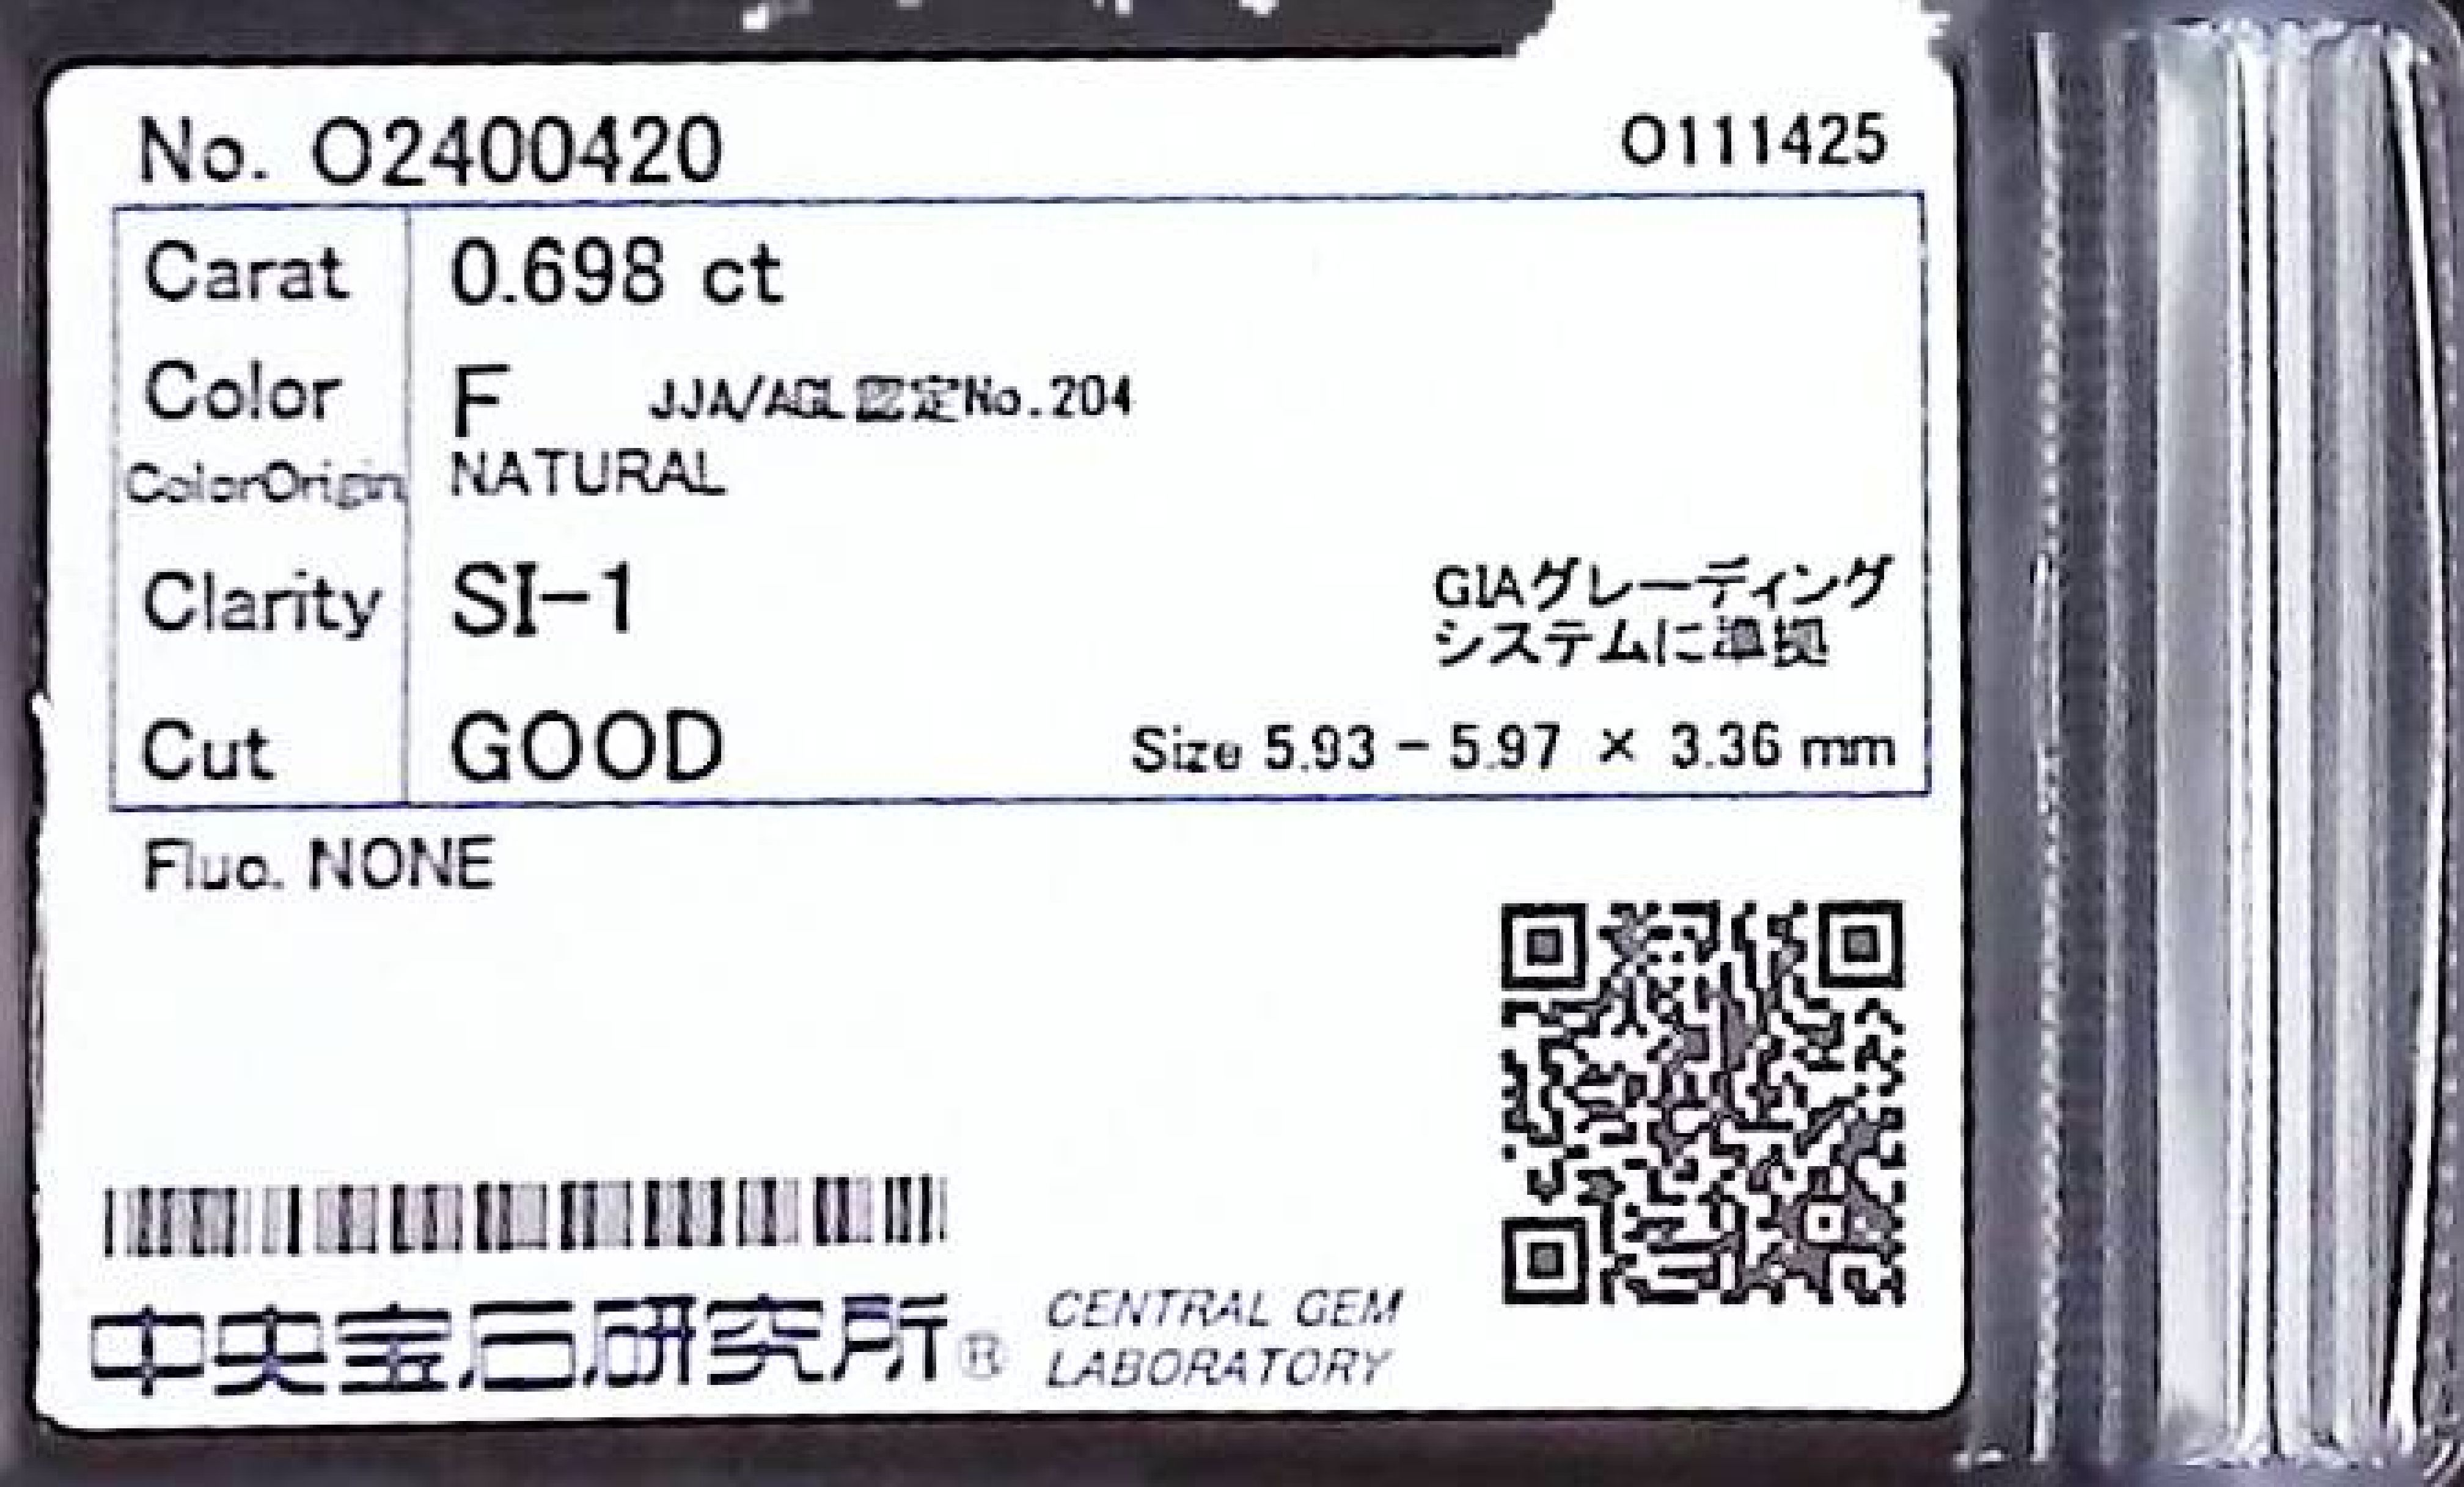 No. O2400420 O111425
Carat 0.698 ct
Color F JJA/AGL認定No.204
ColorOrigin NATURAL
Clarity SI-1 GIAグレーディング
システムに準拠
Cut GOOD Size 5.93 - 5.97 × 3.36 mm
Fluo. NONE
中央宝石研究所® CENTRAL GEM
LABORATORY